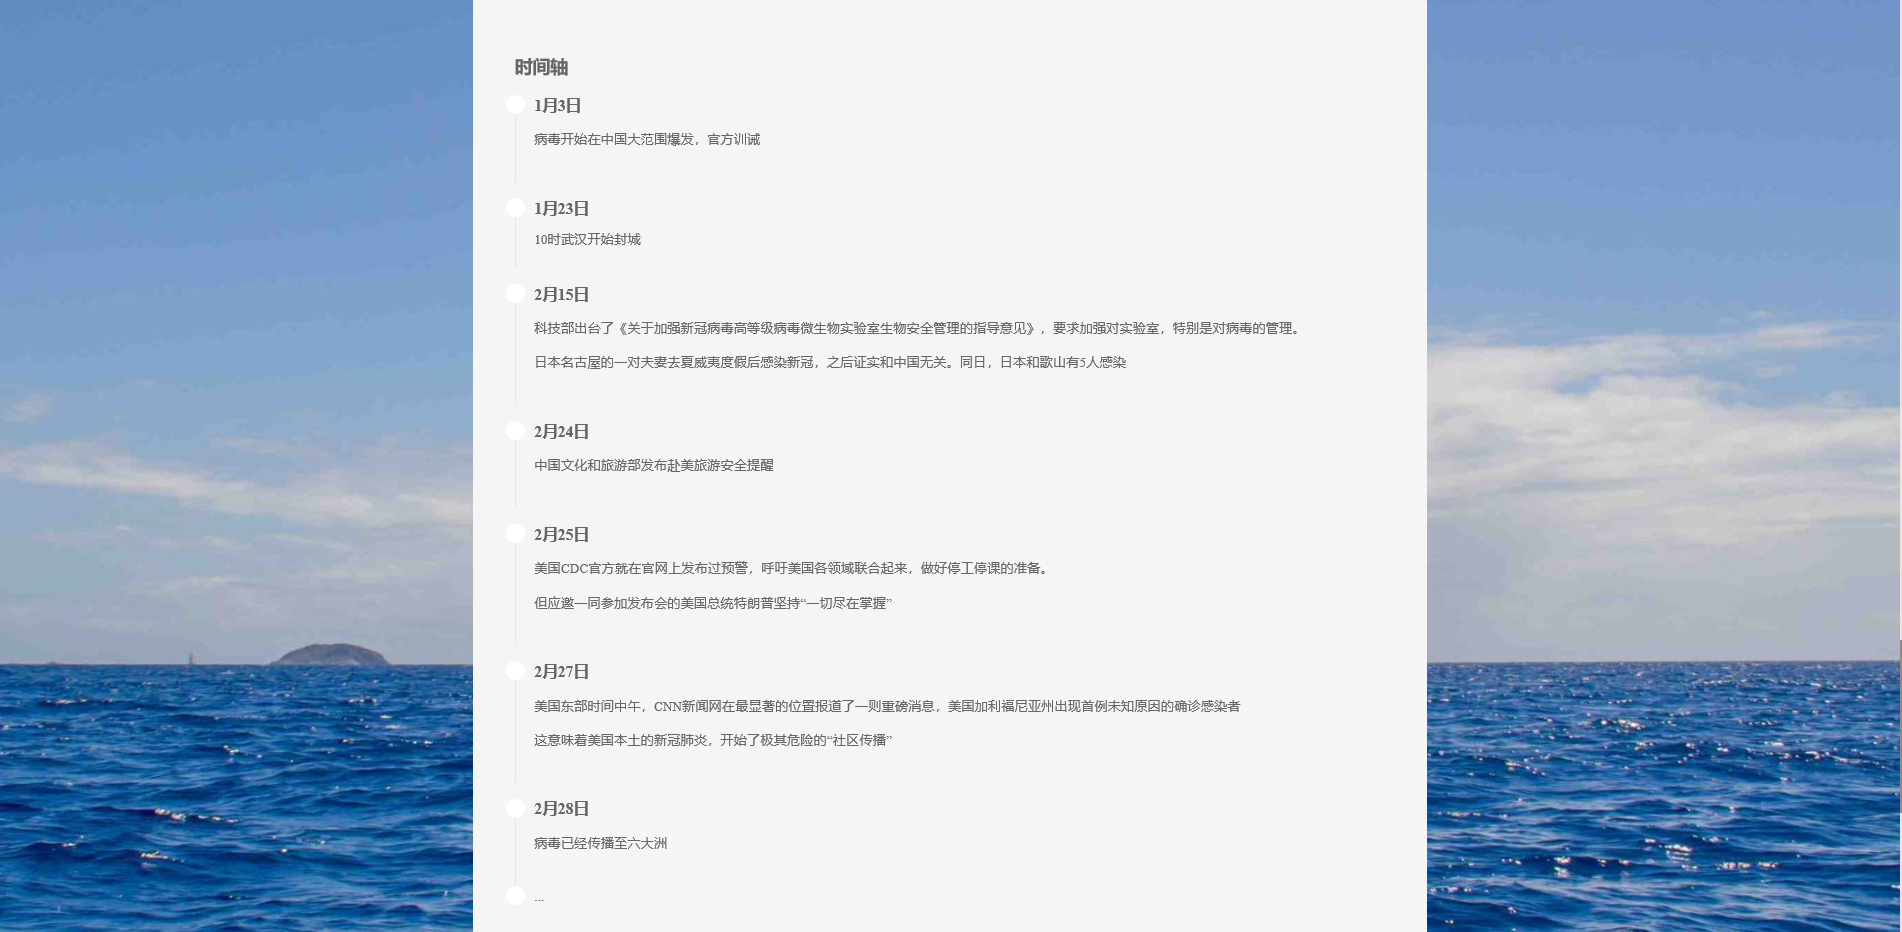 时间轴
1月3日
病毒开始在中国大范围爆发，官方训诫
1月23日
10时武汉开始封城
2月15日
科技部出台了《关于加强新冠病毒高等级病毒微生物实验室生物安全管理的指导意见》，要求加强对实验室，特别是对病毒的管理。
日本名古屋的一对夫妻去夏威夷度假后感染新冠，之后证实和中国无关。同日，日本和歌山有5人感染
2月24日
中国文化和旅游部发布赴美旅游安全提醒
2月25日
美国CDC官方就在官网上发布过预警，呼吁美国各领域联合起来，做好停工停课的准备。
但应邀一同参加发布会的美国总统特朗普坚持“一切尽在掌握”
2月27日
美国东部时间中午，CNN新闻网在最显著的位置报道了一则重磅消息，美国加利福尼亚州出现首例未知原因的确诊感染者
这意味着美国本土的新冠肺炎，开始了极其危险的“社区传播”
2月28日
病毒已经传播至六大洲
...